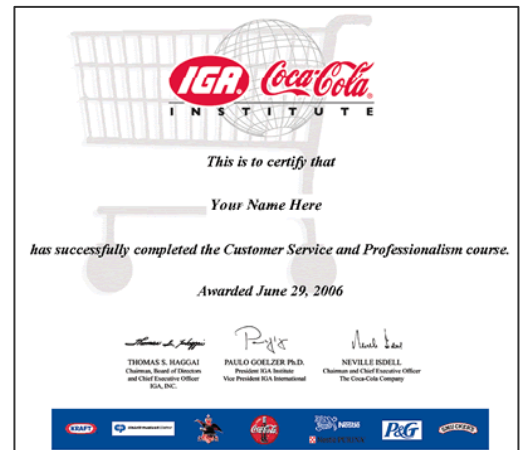 IGA Coca-Cola
INSTITUTE
This is to certify that
Your Name Here
has successfully completed the Customer Service and Professionalism course.
Awarded June 29, 2006
THOMAS S. HAGGAI
Chairman, Board of Directors
and Chief Executive Officer
IGA, INC.
PAULO GOELZER Ph.D.
President IGA Institute
Vice President IGA International
NEVILLE ISDELL
Chairman and Chief Executive Officer
The Coca-Cola Company
KRAFT
Coca-Cola
Nestlé
P&G
SMUCKER'S